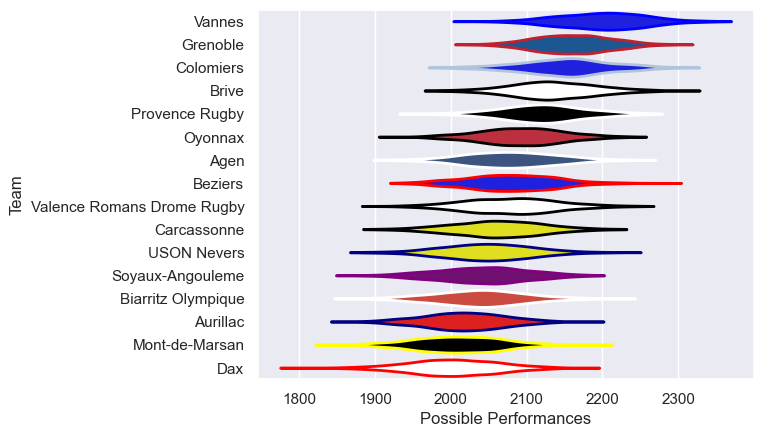 Vannes
Grenoble
Colomiers
Brive
Provence Rugby
Oyonnax
Agen
Beziers
Valence Romans Drome Rugby
Carcassonne
USON Nevers
Soyaux-Angouleme
Biarritz Olympique
Aurillac
Mont-de-Marsan
Dax
Team
1800 1900 2000 2100 2200 2300
Possible Performances